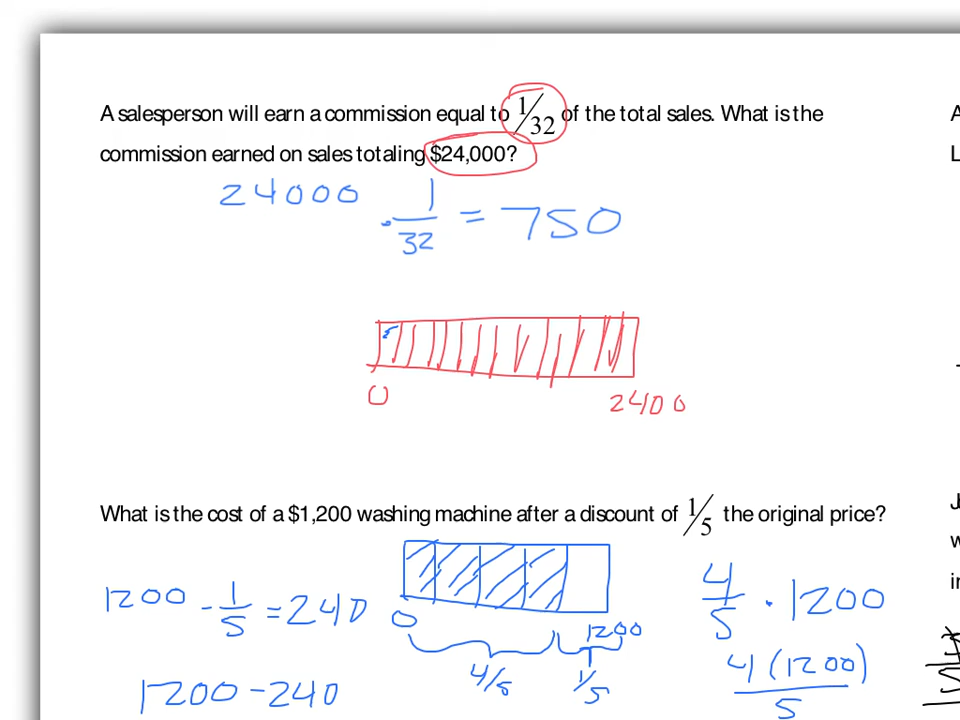 A salesperson will earn a commission equal to 1/32 of the total sales. What is the
commission earned on sales totaling $24,000?
24000 · 1/32 = 750
0 2400 0
What is the cost of a $1,200 washing machine after a discount of 1/5 the original price?
1200 - 1/5 = 240
0 1200
4/5 1/5
4/5 · 1200
1200 - 240
4(1200)/5